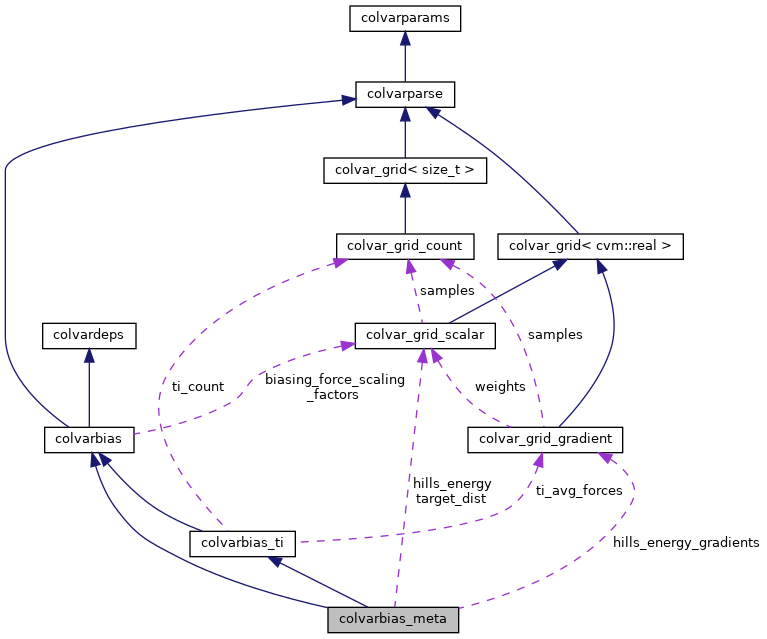 colvarparams
colvarparse
colvar_grid< size_t >
colvar_grid_count
colvar_grid< cvm::real >
samples
colvardeps
colvar_grid_scalar
samples
ti_count
biasing_force_scaling
_factors
weights
colvarbias
colvar_grid_gradient
hills_energy
target_dist
ti_avg_forces
colvarbias_ti
hills_energy_gradients
colvarbias_meta